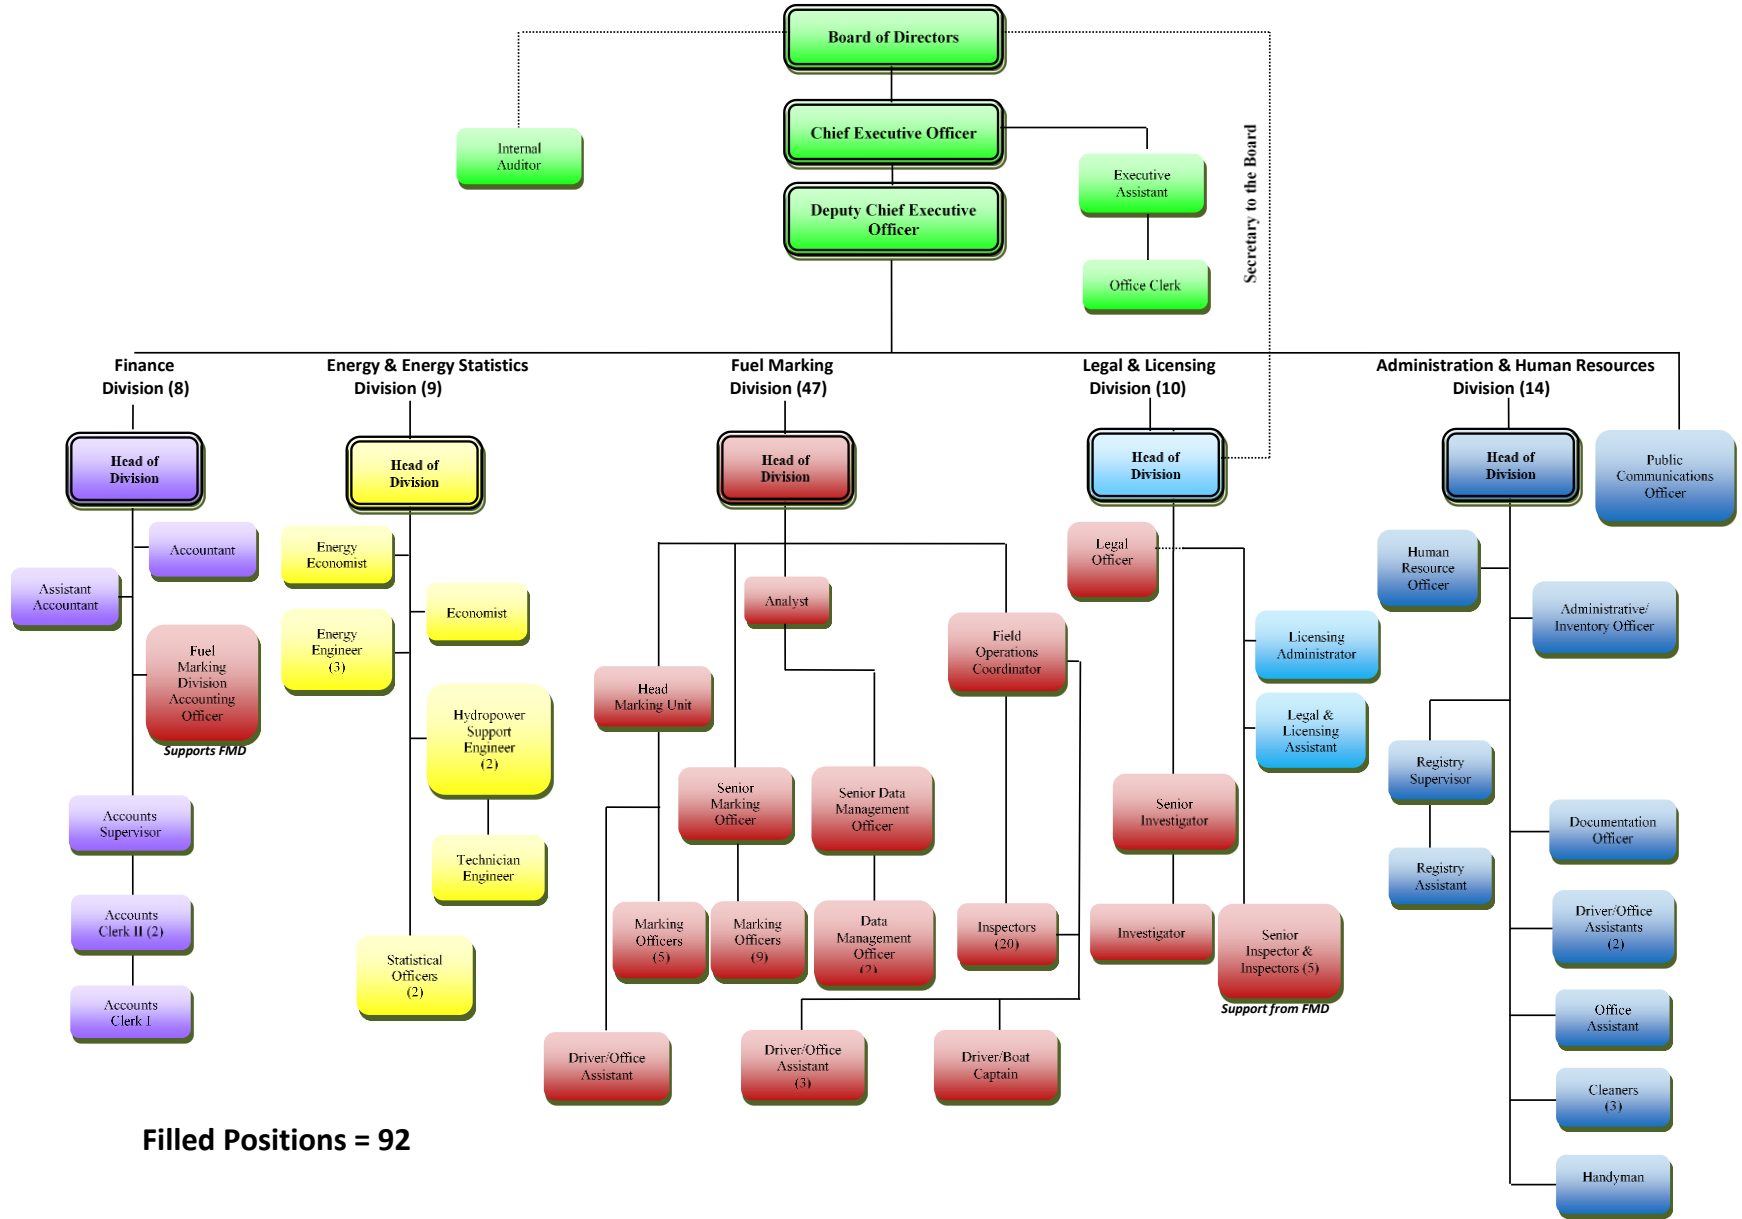 Board of Directors
Chief Executive Officer
Internal
Auditor
Executive
Assistant
Deputy Chief Executive
Officer
Secretary to the Board
Office Clerk
Finance
Division (8)
Energy & Energy Statistics
Division (9)
Fuel Marking
Division (47)
Legal & Licensing
Division (10)
Administration & Human Resources
Division (14)
Head of
Division
Head of
Division
Head of
Division
Head of
Division
Head of
Division
Public
Communications
Officer
Accountant
Assistant
Accountant
Fuel
Marking
Division
Accounting
Officer
Supports FMD
Accounts
Supervisor
Accounts
Clerk II (2)
Accounts
Clerk I
Energy
Economist
Economist
Energy
Engineer
(3)
Hydropower
Support
Engineer
(2)
Technician
Engineer
Statistical
Officers
(2)
Analyst
Head
Marking Unit
Field
Operations
Coordinator
Senior
Marking
Officer
Senior Data
Management
Officer
Marking
Officers
(5)
Marking
Officers
(9)
Data
Management
Officer
(2)
Inspectors
(20)
Driver/Office
Assistant
Driver/Office
Assistant
(3)
Driver/Boat
Captain
Legal
Officer
Licensing
Administrator
Legal &
Licensing
Assistant
Senior
Investigator
Investigator
Senior
Inspector &
Inspectors (5)
Support from FMD
Human
Resource
Officer
Administrative/
Inventory Officer
Registry
Supervisor
Registry
Assistant
Documentation
Officer
Driver/Office
Assistants
(2)
Office
Assistant
Cleaners
(3)
Handyman
Filled Positions = 92